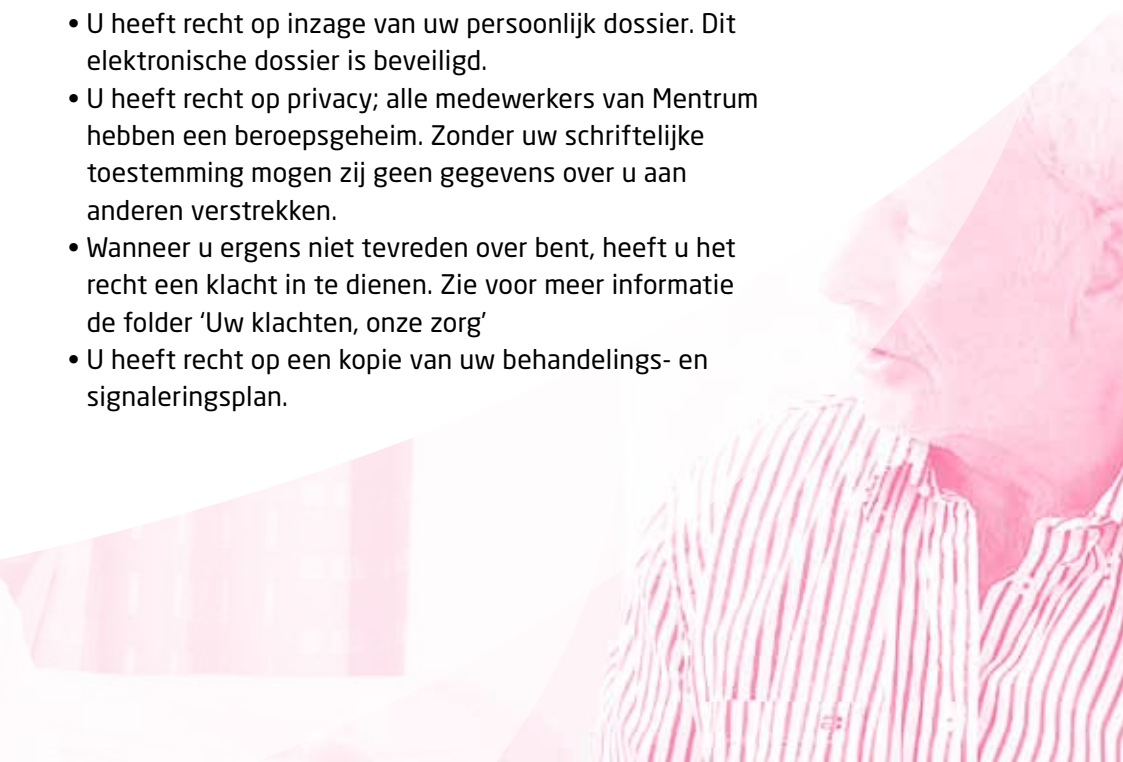 • U heeft recht op inzage van uw persoonlijk dossier. Dit
elektronische dossier is beveiligd.
• U heeft recht op privacy; alle medewerkers van Mentrum
hebben een beroepsgeheim. Zonder uw schriftelijke
toestemming mogen zij geen gegevens over u aan
anderen verstrekken.
• Wanneer u ergens niet tevreden over bent, heeft u het
recht een klacht in te dienen. Zie voor meer informatie
de folder ‘Uw klachten, onze zorg’
• U heeft recht op een kopie van uw behandelings- en
signaleringsplan.